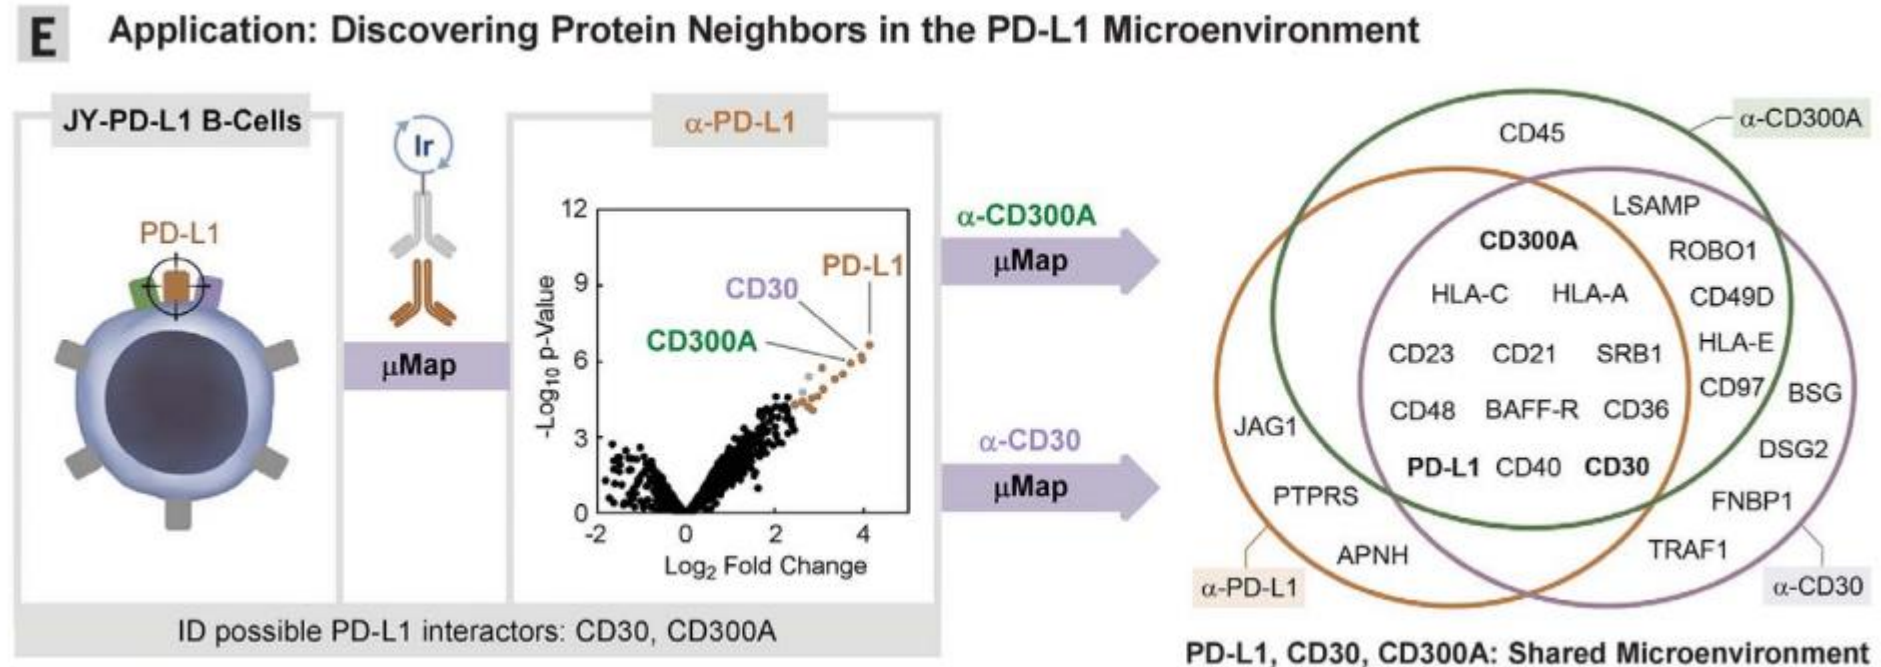 E Application: Discovering Protein Neighbors in the PD-L1 Microenvironment
JY-PD-L1 B-Cells
PD-L1
Ir
μMap
α-PD-L1
12
9
6
3
0
-2
0
2
4
-Log10 p-Value
Log2 Fold Change
PD-L1
CD30
CD300A
ID possible PD-L1 interactors: CD30, CD300A
α-CD300A
μMap
α-CD30
μMap
α-CD300A
CD45
LSAMP
CD300A
ROBO1
HLA-C HLA-A CD49D
CD23 CD21 SRB1 HLA-E
CD97 BSG
CD48 BAFF-R CD36
JAG1
DSG2
PD-L1 CD40 CD30
PTPRS FNBP1
APNH TRAF1
α-PD-L1 α-CD30
PD-L1, CD30, CD300A: Shared Microenvironment